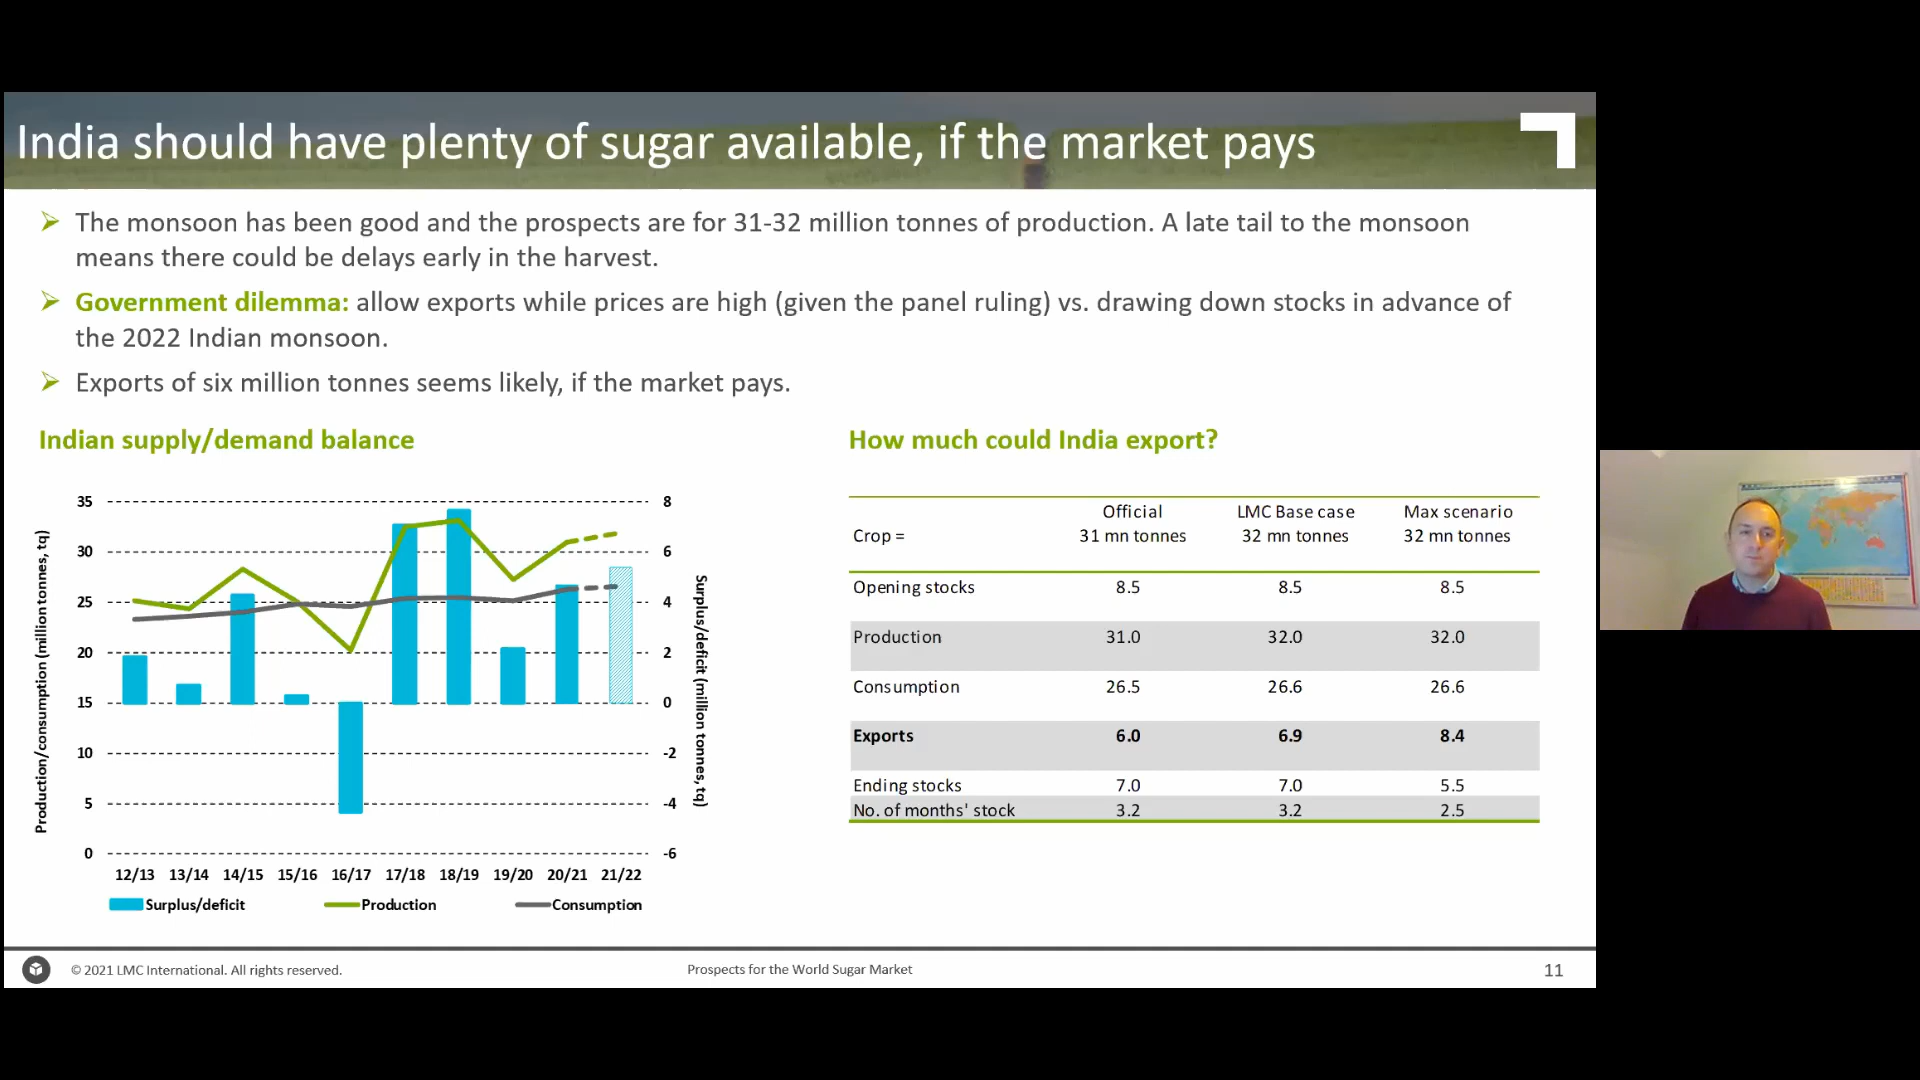 India should have plenty of sugar available, if the market pays
➢ The monsoon has been good and the prospects are for 31-32 million tonnes of production. A late tail to the monsoon
means there could be delays early in the harvest.
➢ Government dilemma: allow exports while prices are high (given the panel ruling) vs. drawing down stocks in advance of
the 2022 Indian monsoon.
➢ Exports of six million tonnes seems likely, if the market pays.
Indian supply/demand balance
Production/consumption (million tonnes, tq)
35
30
25
20
15
10
5
0
8
6
4
2
0
-2
-4
-6
Surplus/deficit (million tonnes, tq)
12/13 13/14 14/15 15/16 16/17 17/18 18/19 19/20 20/21 21/22
Surplus/deficit Production Consumption
How much could India export?
Official LMC Base case Max scenario
Crop = 31 mn tonnes 32 mn tonnes 32 mn tonnes
Opening stocks 8.5 8.5 8.5
Production 31.0 32.0 32.0
Consumption 26.5 26.6 26.6
Exports 6.0 6.9 8.4
Ending stocks 7.0 7.0 5.5
No. of months' stock 3.2 3.2 2.5
© 2021 LMC International. All rights reserved. Prospects for the World Sugar Market 11